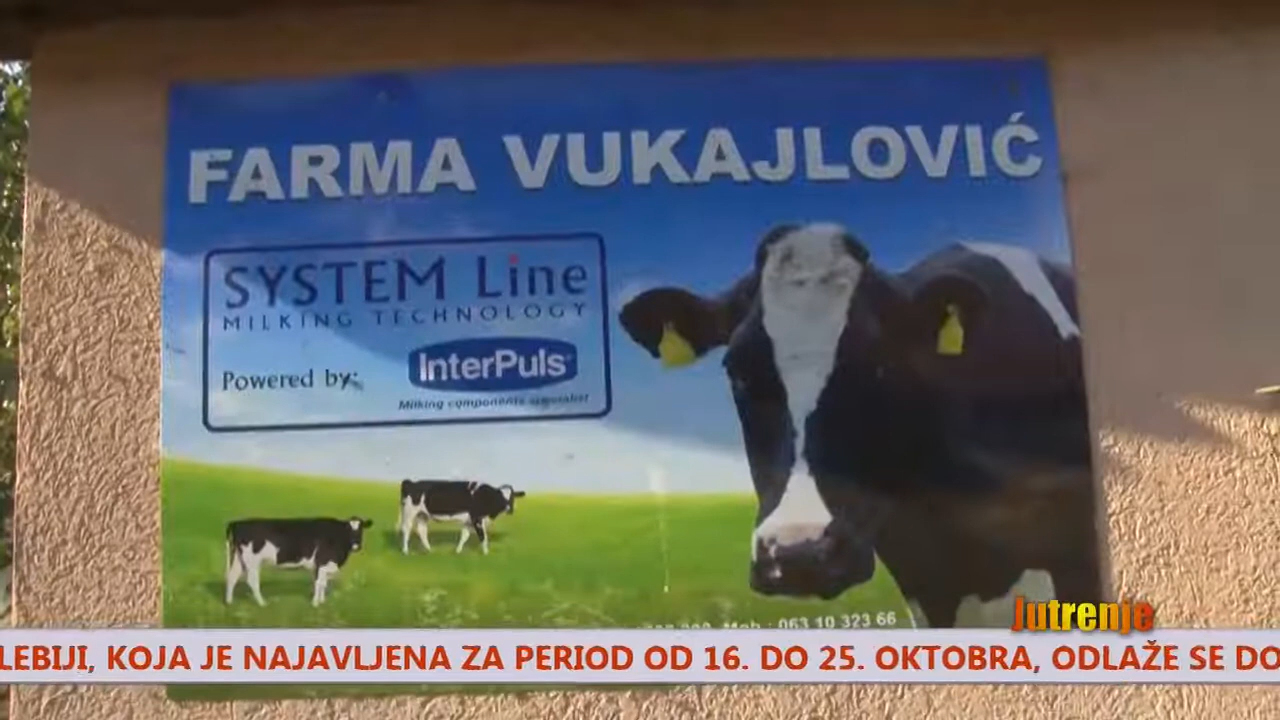 FARMA VUKAJLOVIĆ
SYSTEM Line
MILKING TECHNOLOGY
Powered by:
InterPuls
Milking components specialist
Mob.: 063 10 323 66
Jutrenje
LEBIJI, KOJA JE NAJAVLJENA ZA PERIOD OD 16. DO 25. OKTOBRA, ODLAŽE SE DO